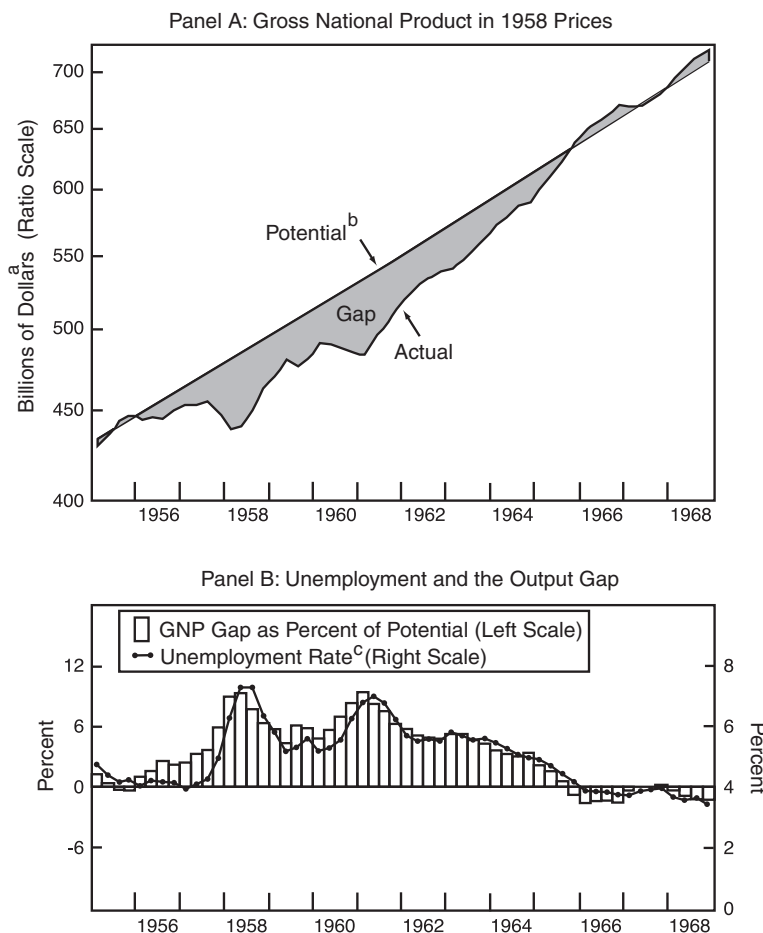 Panel A: Gross National Product in 1958 Prices
Billions of Dollars a (Ratio Scale)
700
650
600
550
500
450
400
Potential b
Gap
Actual
1956 1958 1960 1962 1964 1966 1968
Panel B: Unemployment and the Output Gap
GNP Gap as Percent of Potential (Left Scale)
Unemployment Rate c (Right Scale)
Percent
12
6
0
-6
8
6
4
2
0
Percent
1956 1958 1960 1962 1964 1966 1968